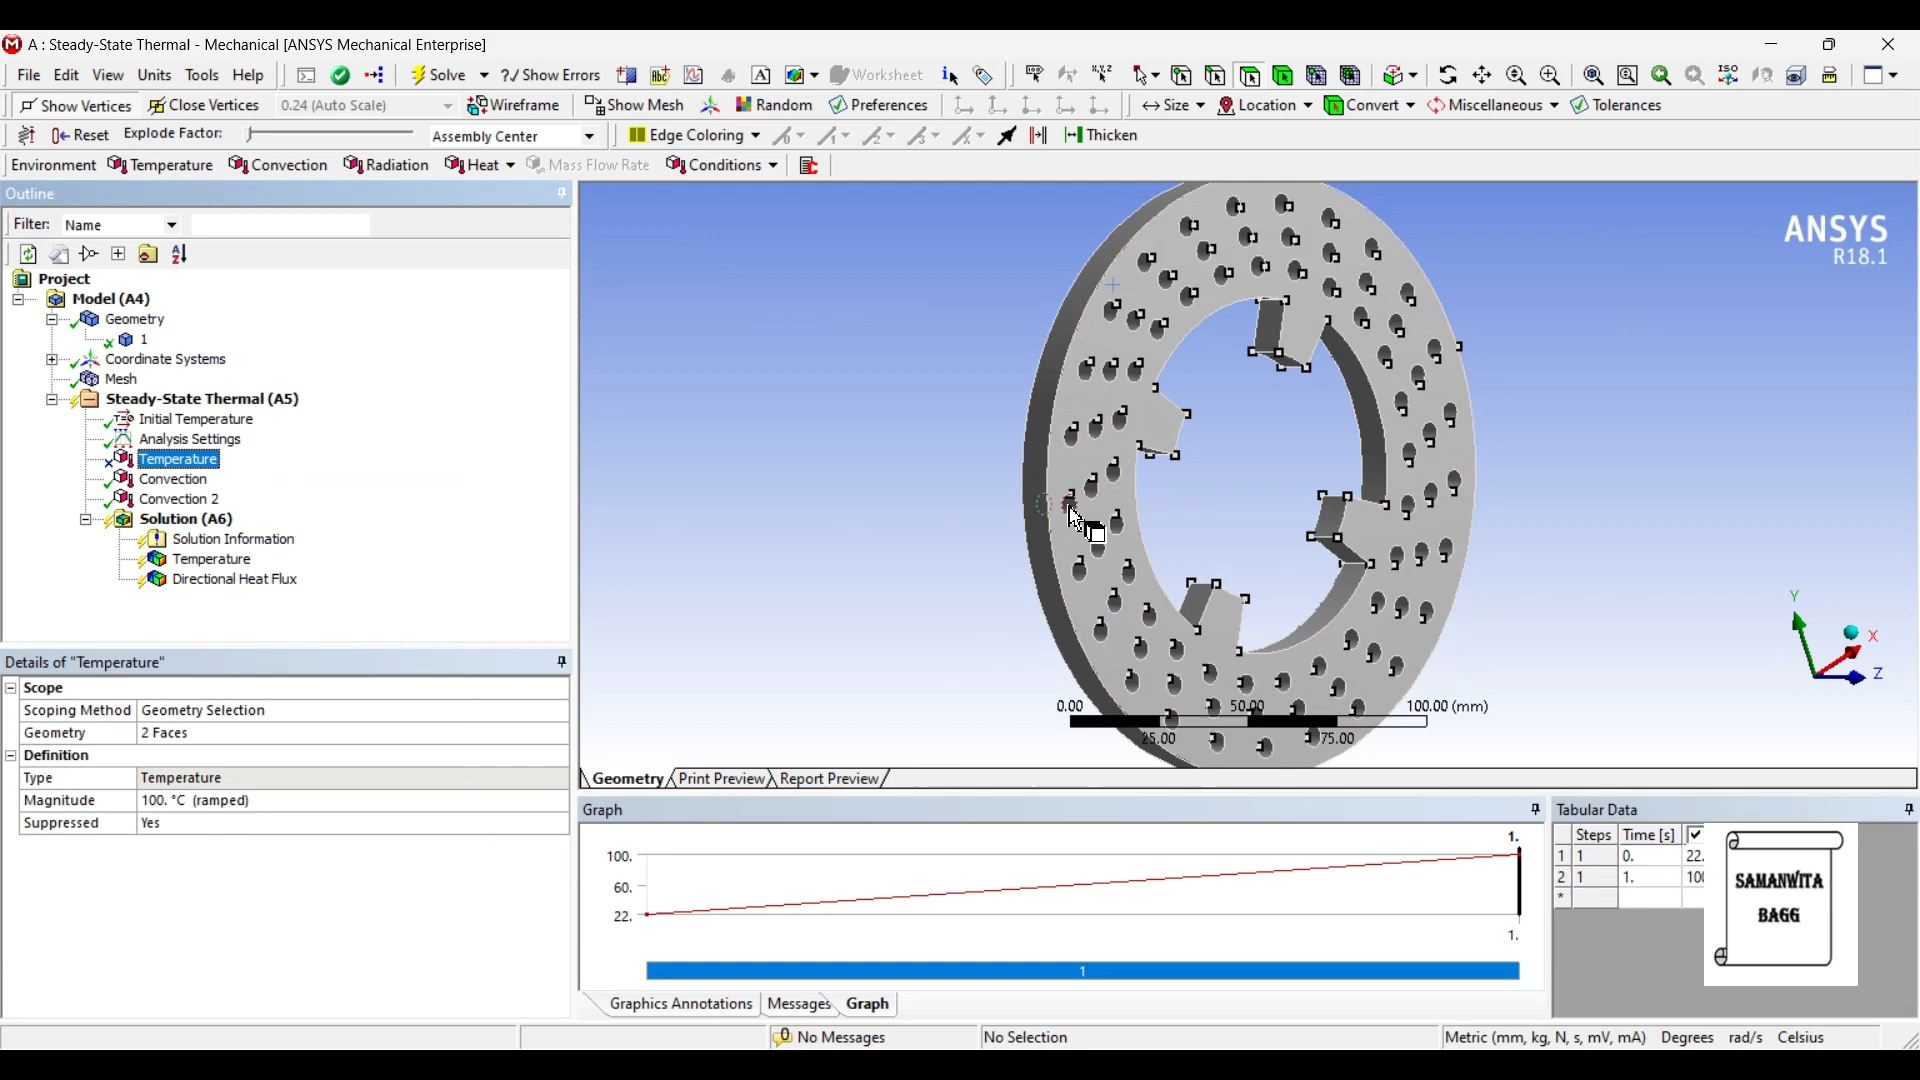 A : Steady-State Thermal - Mechanical [ANSYS Mechanical Enterprise]
File Edit View Units Tools Help Solve ?/ Show Errors Worksheet
Show Vertices Close Vertices 0.24 (Auto Scale) Wireframe Show Mesh Random Preferences Size Location Convert Miscellaneous Tolerances
Reset Explode Factor: Assembly Center Edge Coloring Thicken
Environment Temperature Convection Radiation Heat Mass Flow Rate Conditions
Outline
Filter: Name
Project
Model (A4)
Geometry
1
Coordinate Systems
Mesh
Steady-State Thermal (A5)
Initial Temperature
Analysis Settings
Temperature
Convection
Convection 2
Solution (A6)
Solution Information
Temperature
Directional Heat Flux
Details of "Temperature"
Scope
Scoping Method Geometry Selection
Geometry 2 Faces
Definition
Type Temperature
Magnitude 100. °C (ramped)
Suppressed Yes
ANSYS
R18.1
Y
X
Z
0.00 50.00 100.00 (mm)
25.00 75.00
Geometry Print Preview Report Preview
Graph
1.
100.
60.
22.
1.
1
Graphics Annotations Messages Graph
Tabular Data
Steps Time [s]
1 1 0. 22.
2 1 1. 100
*
SAMANWITA
BAGG
No Messages No Selection Metric (mm, kg, N, s, mV, mA) Degrees rad/s Celsius